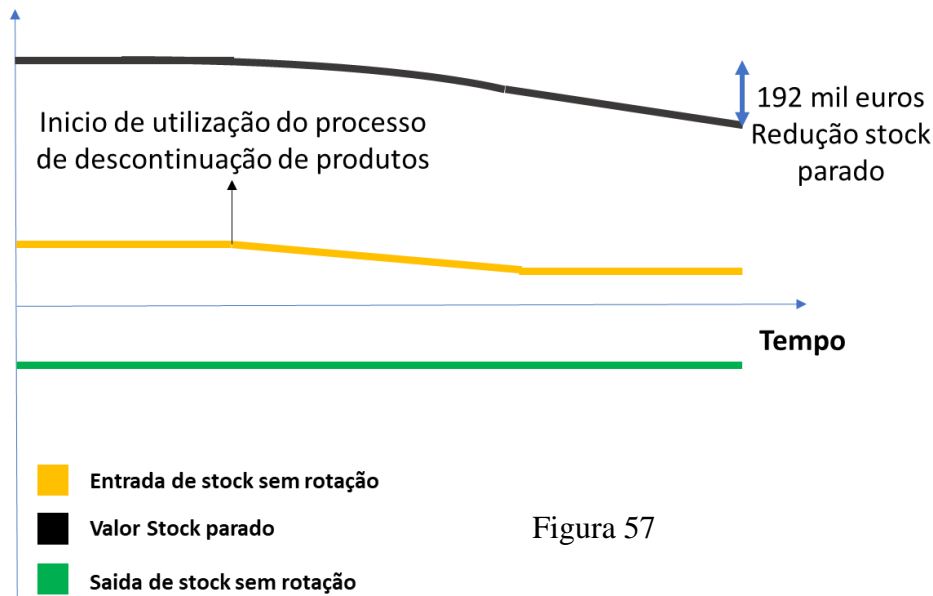 192 mil euros
Redução stock
parado
Inicio de utilização do processo
de descontinuação de produtos
Tempo
Entrada de stock sem rotação
Valor Stock parado
Figura 57
Saida de stock sem rotação